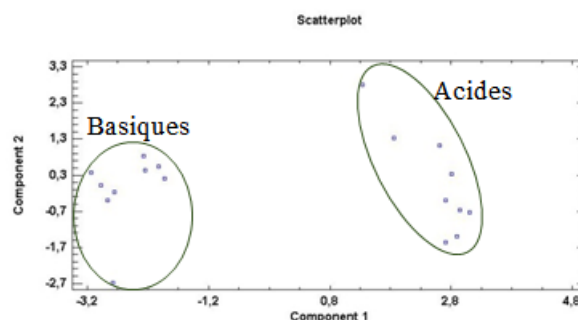 Scatterplot
Component 2
3,3
2,3
1,3
0,3
-0,7
-1,7
-2,7
Basiques
Acides
-3,2 -1,2 0,8 2,8 4,8
Component 1